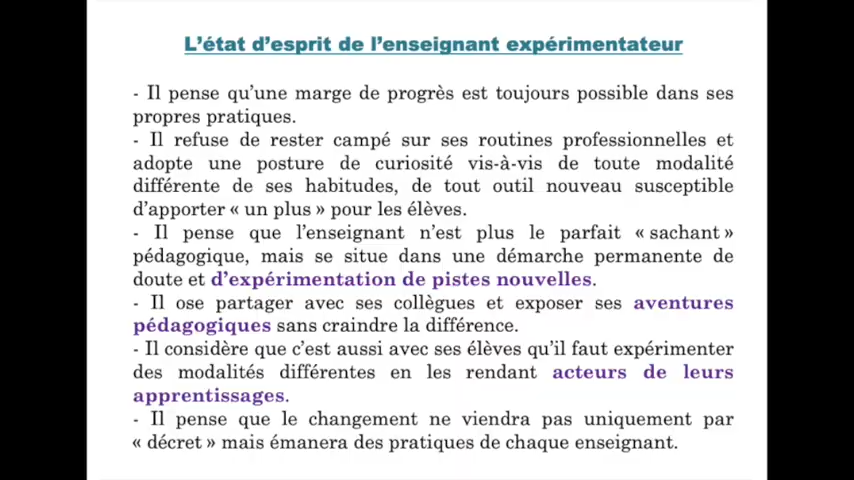 L’état d’esprit de l’enseignant expérimentateur
- Il pense qu’une marge de progrès est toujours possible dans ses
propres pratiques.
- Il refuse de rester campé sur ses routines professionnelles et
adopte une posture de curiosité vis-à-vis de toute modalité
différente de ses habitudes, de tout outil nouveau susceptible
d’apporter « un plus » pour les élèves.
- Il pense que l’enseignant n’est plus le parfait « sachant »
pédagogique, mais se situe dans une démarche permanente de
doute et d’expérimentation de pistes nouvelles.
- Il ose partager avec ses collègues et exposer ses aventures
pédagogiques sans craindre la différence.
- Il considère que c’est aussi avec ses élèves qu’il faut expérimenter
des modalités différentes en les rendant acteurs de leurs
apprentissages.
- Il pense que le changement ne viendra pas uniquement par
« décret » mais émanera des pratiques de chaque enseignant.